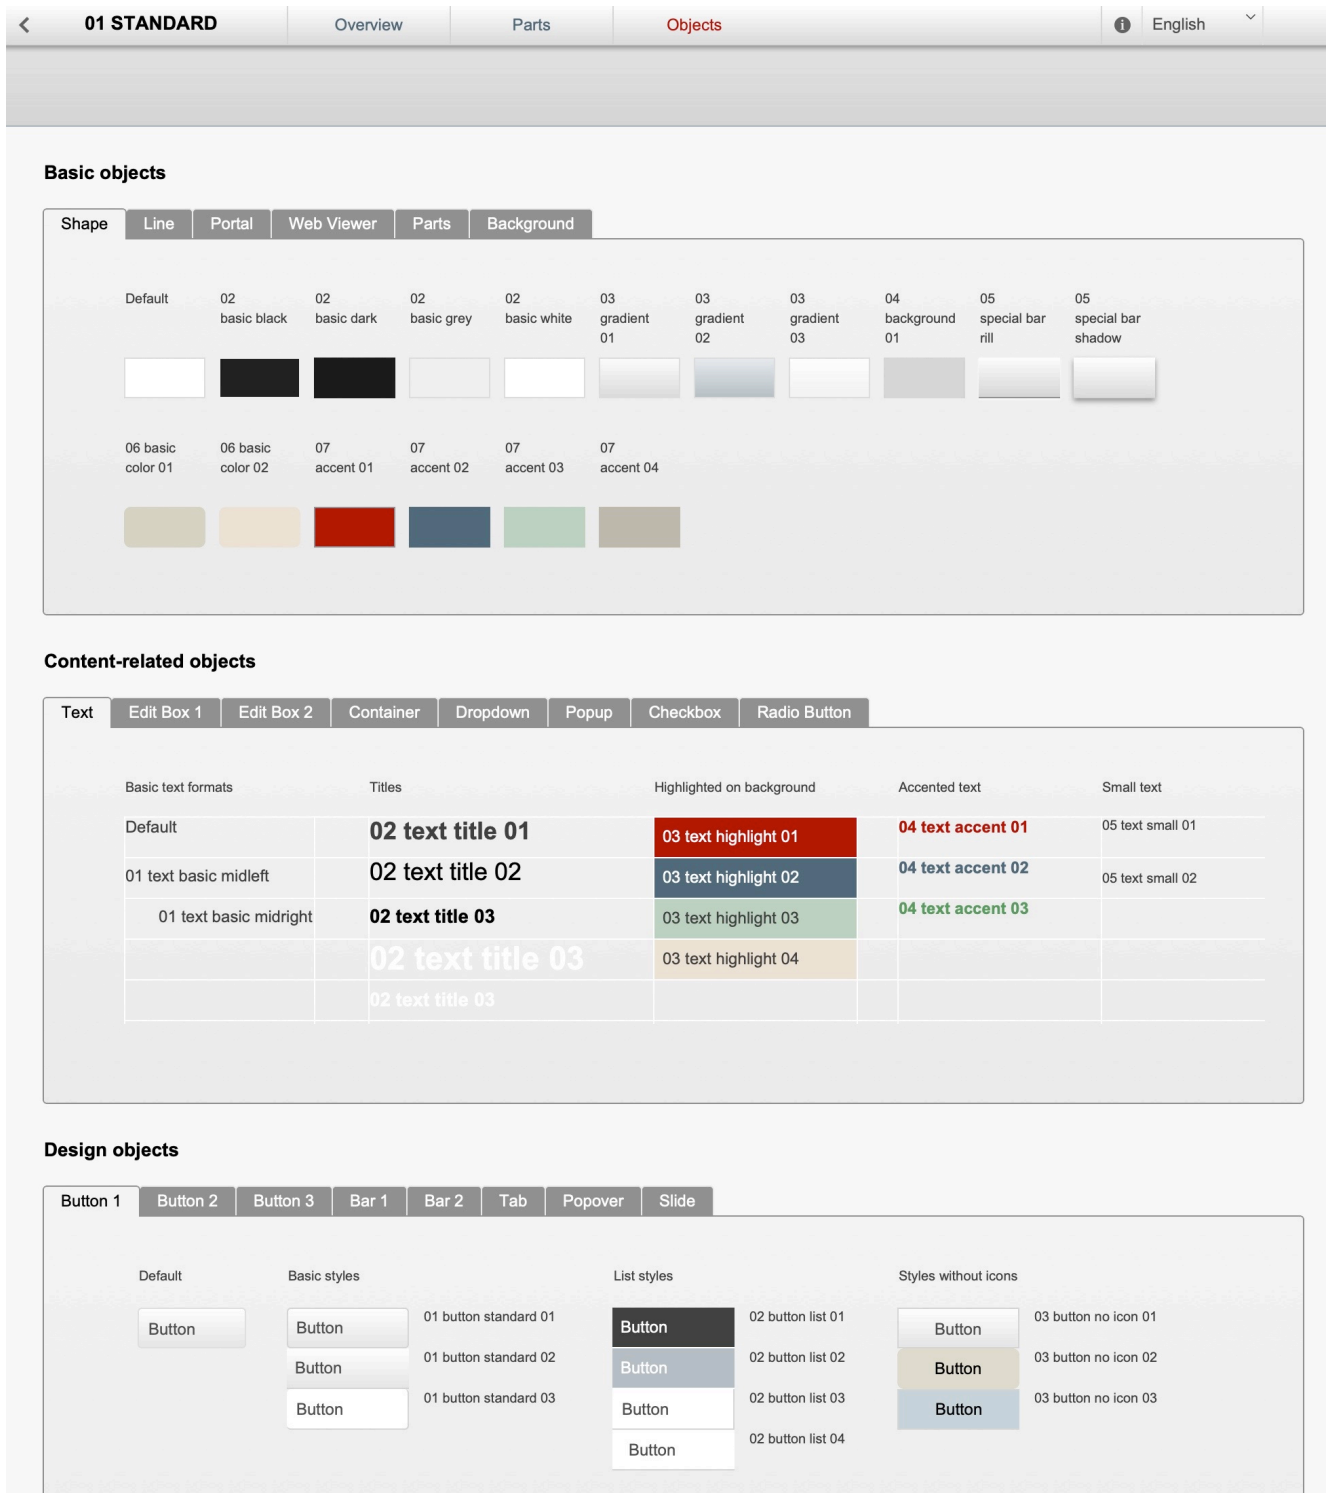 01 STANDARD Overview Parts Objects English
Basic objects
Shape Line Portal Web Viewer Parts Background
Default 02 02 02 02 03 03 03 04 05 05
basic black basic dark basic grey basic white gradient gradient gradient background special bar special bar
01 02 03 01 rill shadow
06 basic 06 basic 07 07 07 07
color 01 color 02 accent 01 accent 02 accent 03 accent 04
Content-related objects
Text Edit Box 1 Edit Box 2 Container Dropdown Popup Checkbox Radio Button
Basic text formats Titles Highlighted on background Accented text Small text
Default 02 text title 01 03 text highlight 01 04 text accent 01 05 text small 01
01 text basic midleft 02 text title 02 03 text highlight 02 04 text accent 02 05 text small 02
01 text basic midright 02 text title 03 03 text highlight 03 04 text accent 03
02 text title 03 03 text highlight 04
02 text title 03
Design objects
Button 1 Button 2 Button 3 Bar 1 Bar 2 Tab Popover Slide
Default Basic styles List styles Styles without icons
Button Button 01 button standard 01 Button 02 button list 01 Button 03 button no icon 01
Button 01 button standard 02 Button 02 button list 02 Button 03 button no icon 02
Button 01 button standard 03 Button 02 button list 03 Button 03 button no icon 03
Button 02 button list 04